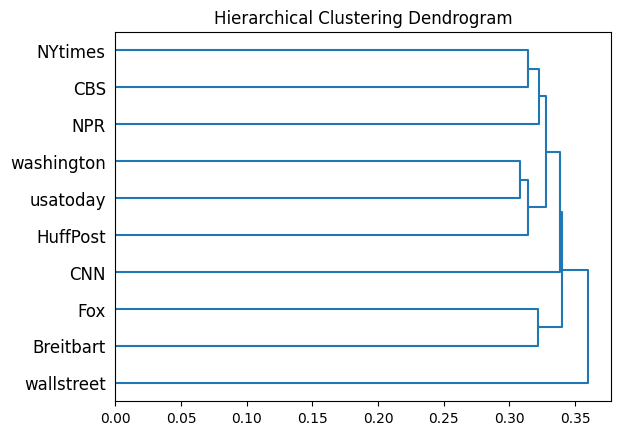 Hierarchical Clustering Dendrogram
NYtimes
CBS
NPR
washington
usatoday
HuffPost
CNN
Fox
Breitbart
wallstreet
0.00 0.05 0.10 0.15 0.20 0.25 0.30 0.35